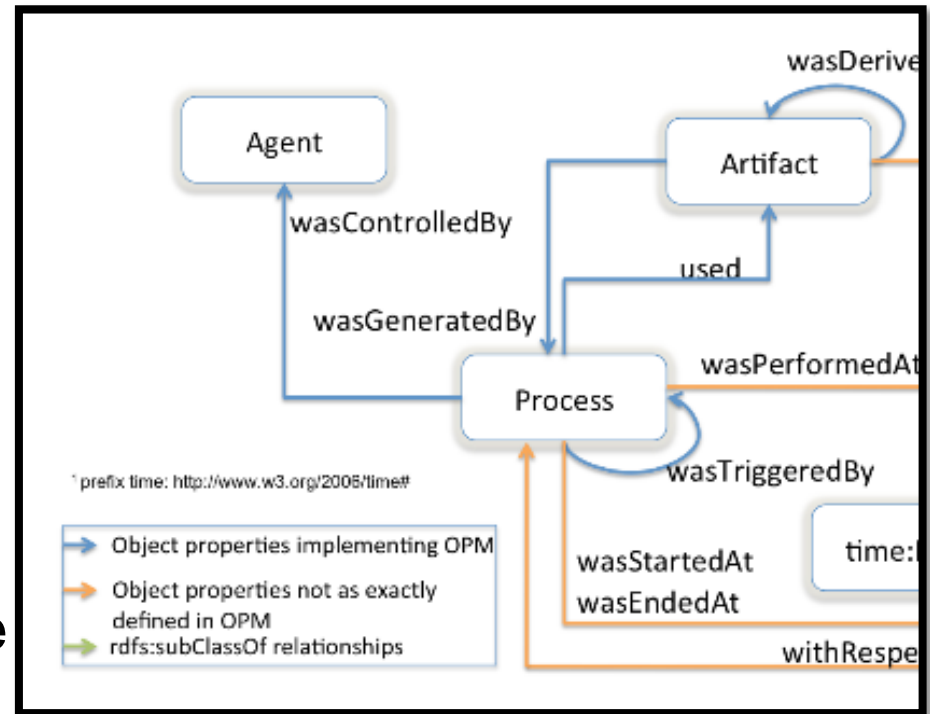 wasDerive
Agent
Artifact
wasControlledBy
used
wasGeneratedBy
wasPerformedAt
Process
wasTriggeredBy
¹ prefix time: http://www.w3.org/2006/time#
Object properties implementing OPM
Object properties not as exactly
defined in OPM
rdfs:subClassOf relationships
time:
wasStartedAt
wasEndedAt
withRespe
e